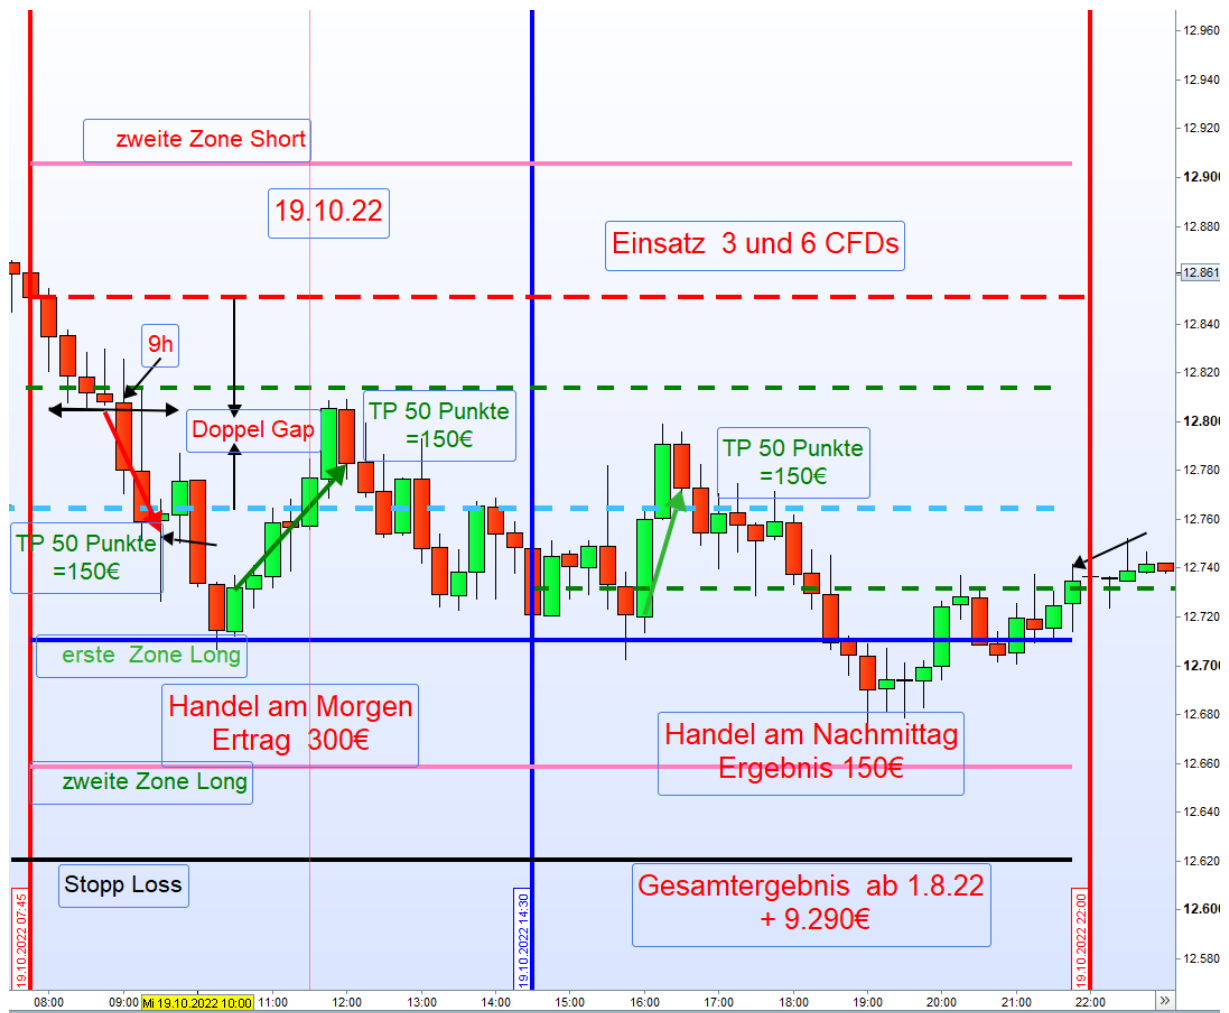 zweite Zone Short
19.10.22
Einsatz 3 und 6 CFDs
9h
Doppel Gap
TP 50 Punkte
=150€
TP 50 Punkte
=150€
TP 50 Punkte
=150€
erste Zone Long
Handel am Morgen
Ertrag 300€
Handel am Nachmittag
Ergebnis 150€
zweite Zone Long
Stopp Loss
Gesamtergebnis ab 1.8.22
+ 9.290€
19.10.2022 07:45
19.10.2022 14:30
19.10.2022 22:00
12.960
12.940
12.920
12.900
12.880
12.861
12.840
12.820
12.800
12.780
12.760
12.740
12.720
12.700
12.680
12.660
12.640
12.620
12.600
12.580
08:00 09:00 Mi 19.10.2022 10:00 11:00 12:00 13:00 14:00 15:00 16:00 17:00 18:00 19:00 20:00 21:00 22:00 »